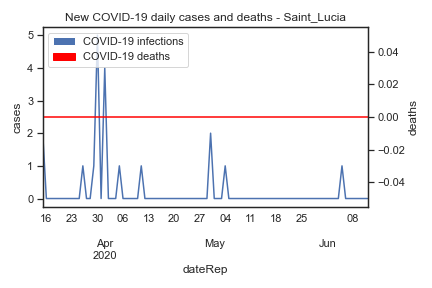 New COVID-19 daily cases and deaths - Saint_Lucia
COVID-19 infections
COVID-19 deaths
5
4
3
2
1
0
cases
0.04
0.02
0.00
−0.02
−0.04
deaths
16 23 30 06 13 20 27 04 11 18 25 08
Apr May Jun
2020
dateRep